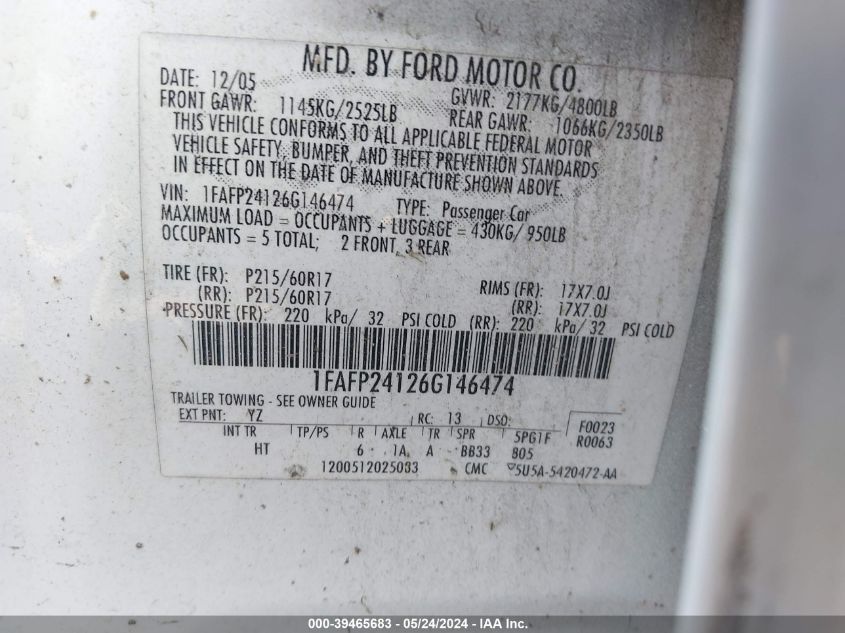 MFD. BY FORD MOTOR CO.
DATE: 12/05 GVWR: 2177KG/4800LB
FRONT GAWR: 1145KG/2525LB REAR GAWR: 1066KG/2350LB
THIS VEHICLE CONFORMS TO ALL APPLICABLE FEDERAL MOTOR
VEHICLE SAFETY, BUMPER, AND THEFT PREVENTION STANDARDS
IN EFFECT ON THE DATE OF MANUFACTURE SHOWN ABOVE.
VIN: 1FAFP24126G146474 TYPE: Passenger Car
MAXIMUM LOAD = OCCUPANTS + LUGGAGE = 430KG/ 950LB
OCCUPANTS = 5 TOTAL; 2 FRONT, 3 REAR
TIRE (FR): P215/60R17 RIMS (FR): 17X7.0J
(RR): P215/60R17 (RR): 17X7.0J
PRESSURE (FR): 220 kPa/ 32 PSI COLD (RR): 220 kPa/ 32 PSI COLD
1FAFP24126G146474
TRAILER TOWING - SEE OWNER GUIDE
EXT PNT: YZ RC: 13 DSO: F0023
INT TR TP/PS R AXLE TR SPR 5PG1F R0063
HT 6 1A A BB33 B05
1200512025033 CMC 5U5A-5420472-AA
000-39465683 - 05/24/2024 - IAA Inc.